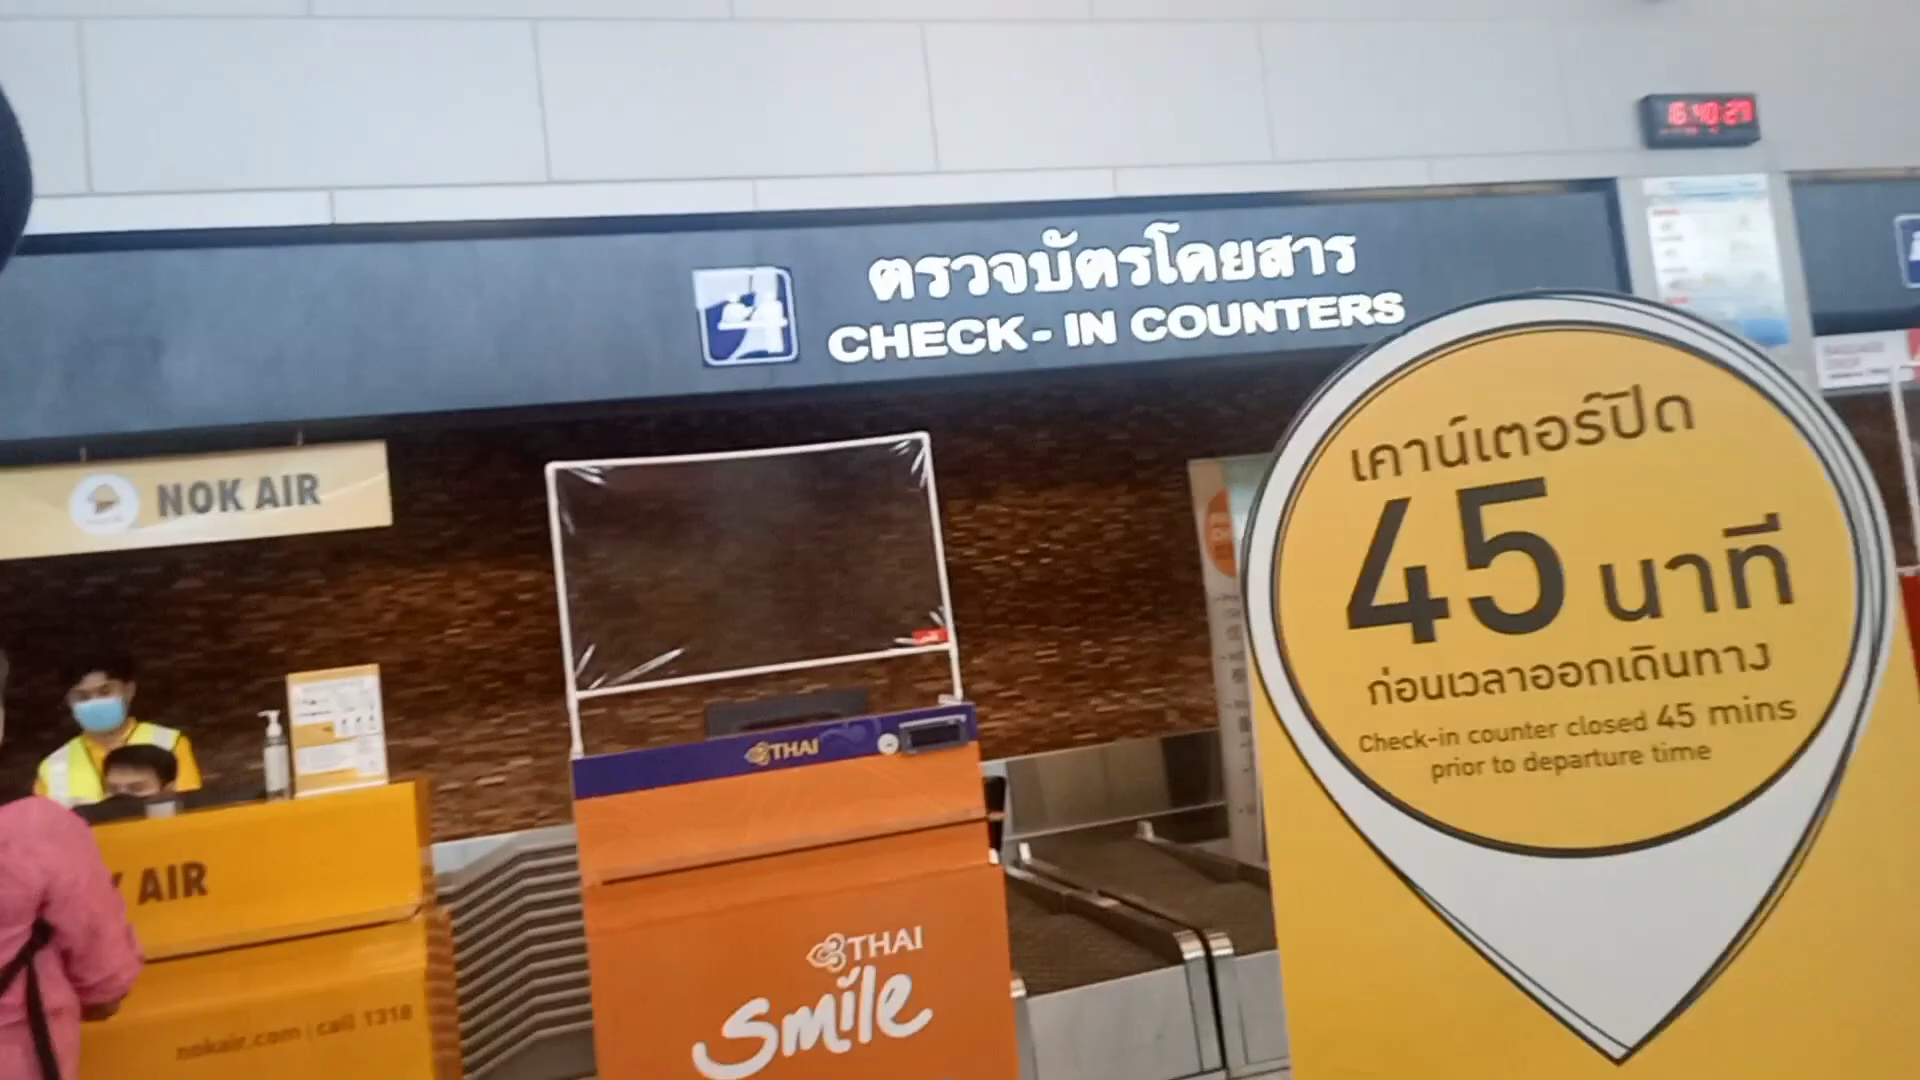 16:40:27
ตรวจบัตรโดยสาร
CHECK-IN COUNTERS
NOK AIR
เคาน์เตอร์ปิด
45 นาที
ก่อนเวลาออกเดินทาง
Check-in counter closed 45 mins
prior to departure time
THAI
AIR
THAI
smile
nokair.com | call 1318